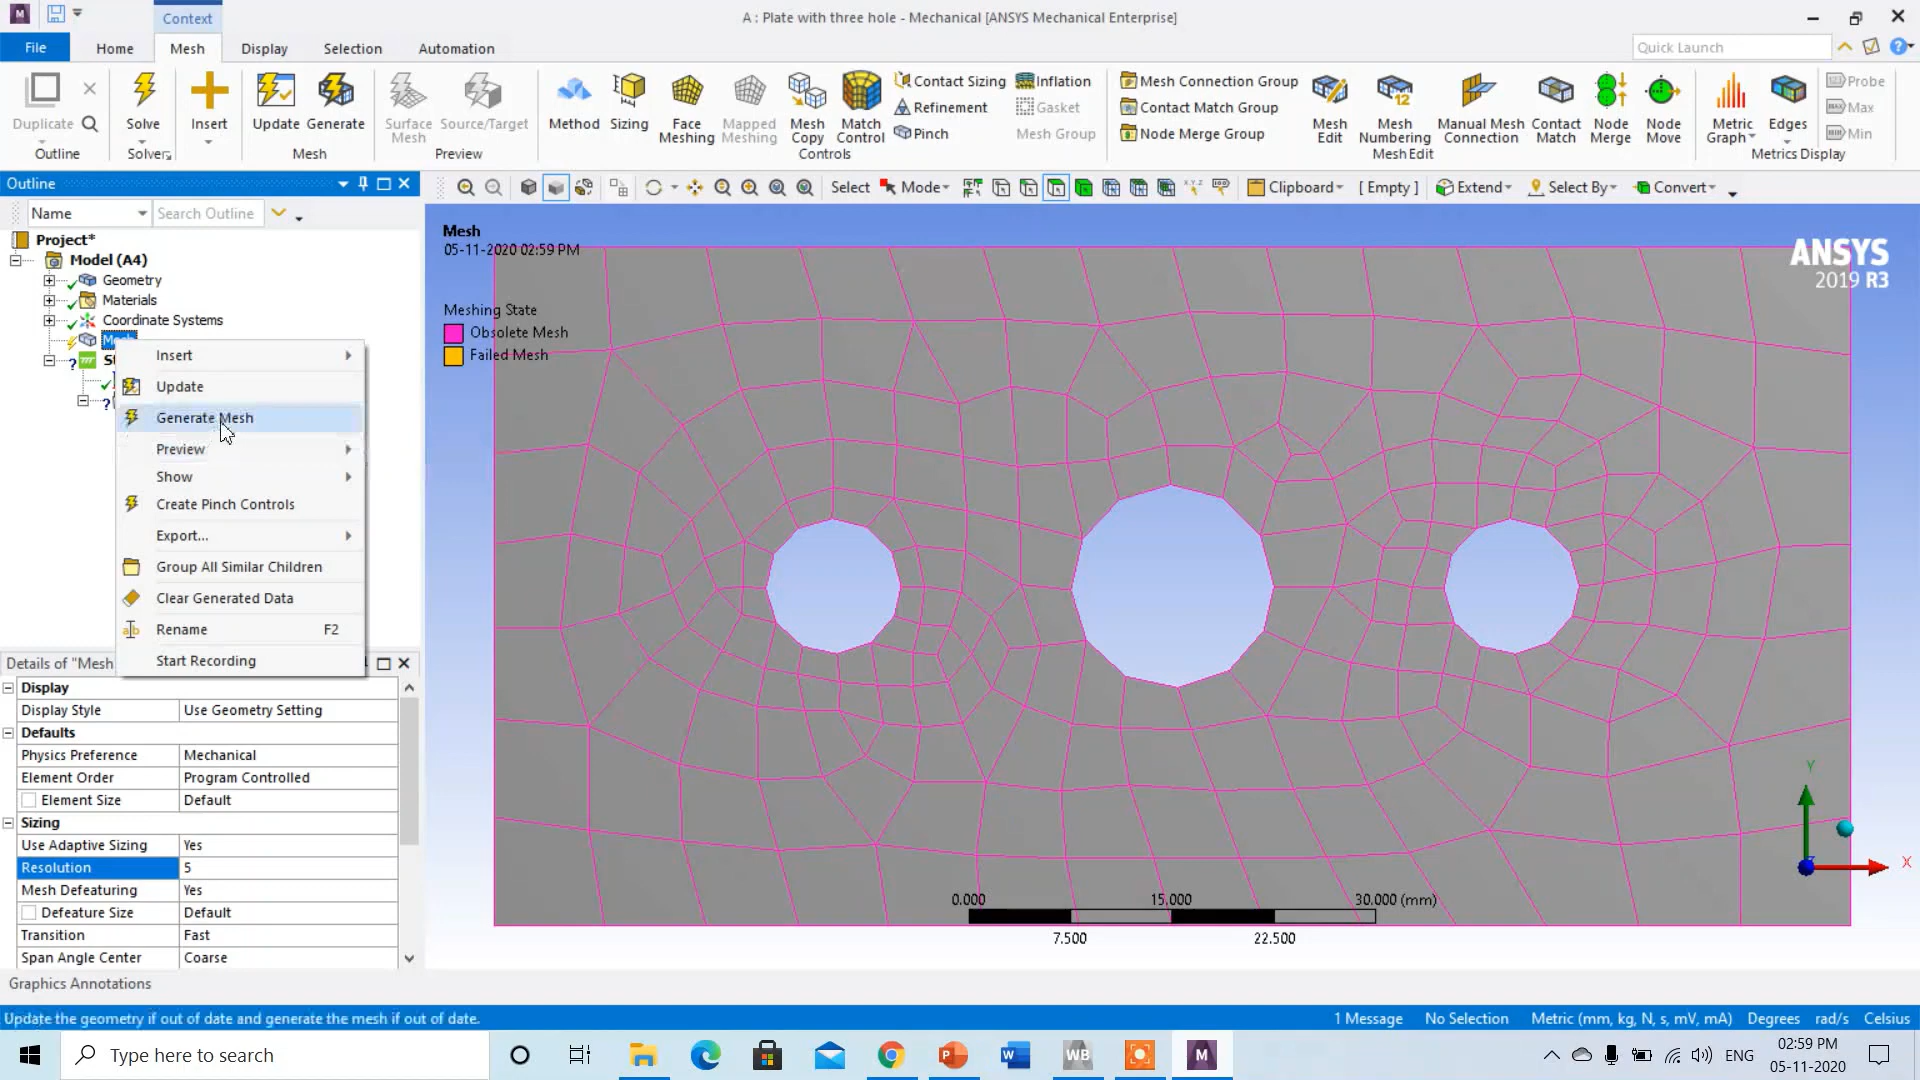 M
Context
A : Plate with three hole - Mechanical [ANSYS Mechanical Enterprise]
File
Home
Mesh
Display
Selection
Automation
Quick Launch
Duplicate
Outline
Solve
Solver
Insert
Update
Generate
Mesh
Surface Mesh
Source/Target
Preview
Method
Sizing
Face Meshing
Mapped Meshing
Mesh Copy
Match Control
Contact Sizing
Refinement
Pinch
Inflation
Gasket
Mesh Group
Controls
Mesh Connection Group
Contact Match Group
Node Merge Group
Mesh Edit
Mesh Numbering
Manual Mesh Connection
Contact Match
Node Merge
Node Move
Mesh Edit
Metric Graph
Edges
Probe
Max
Min
Metrics Display
Outline
Select
Mode
Clipboard
[ Empty ]
Extend
Select By
Convert
Name
Search Outline
Project*
Model (A4)
Geometry
Materials
Coordinate Systems
Insert
Update
Generate Mesh
Preview
Show
Create Pinch Controls
Export...
Group All Similar Children
Clear Generated Data
Rename F2
Start Recording
Details of "Mesh
Display
Display Style Use Geometry Setting
Defaults
Physics Preference Mechanical
Element Order Program Controlled
Element Size Default
Sizing
Use Adaptive Sizing Yes
Resolution 5
Mesh Defeaturing Yes
Defeature Size Default
Transition Fast
Span Angle Center Coarse
Mesh
05-11-2020 02:59 PM
Meshing State
Obsolete Mesh
Failed Mesh
ANSYS
2019 R3
Y
X
0.000 15.000 30.000 (mm)
7.500 22.500
Graphics Annotations
Update the geometry if out of date and generate the mesh if out of date.
1 Message
No Selection
Metric (mm, kg, N, s, mV, mA)
Degrees
rad/s
Celsius
Type here to search
WB
M
ENG
02:59 PM
05-11-2020